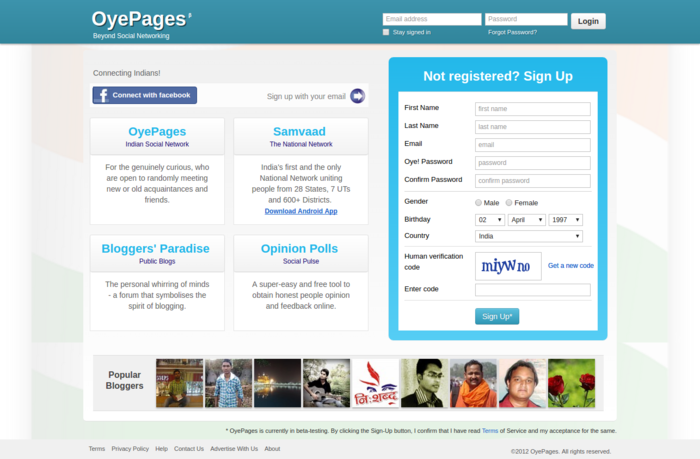 OyePages β
Beyond Social Networking
Email address
Password
Login
Stay signed in
Forgot Password?
Connecting Indians!
Connect with facebook
Sign up with your email
OyePages
Indian Social Network
For the genuinely curious, who
are open to randomly meeting
new or old acquaintances and
friends.
Samvaad
The National Network
India's first and the only
National Network uniting
people from 28 States, 7 UTs
and 600+ Districts.
Download Android App
Bloggers' Paradise
Public Blogs
The personal whirring of minds
- a forum that symbolises the
spirit of blogging.
Opinion Polls
Social Pulse
A super-easy and free tool to
obtain honest people opinion
and feedback online.
Not registered? Sign Up
First Name
first name
Last Name
last name
Email
email
Oye! Password
password
Confirm Password
confirm password
Gender
Male
Female
Birthday
02
April
1997
Country
India
Human verification
code
miyWno
Get a new code
Enter code
Sign Up*
Popular
Bloggers
निःशब्द
* OyePages is currently in beta-testing. By clicking the Sign-Up button, I confirm that I have read Terms of Service and my acceptance for the same.
Terms
Privacy Policy
Help
Contact Us
Advertise With Us
About
©2012 OyePages. All rights reserved.